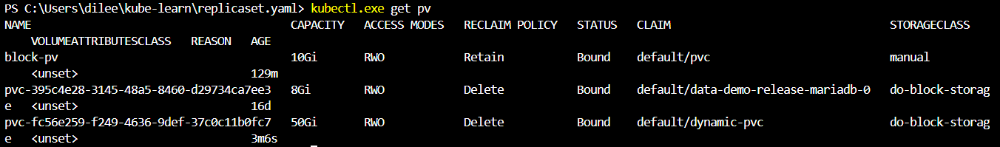 PS C:\Users\dilee\kube-learn\replicaset.yaml> kubectl.exe get pv
NAME CAPACITY ACCESS MODES RECLAIM POLICY STATUS CLAIM STORAGECLASS
VOLUMEATTRIBUTESCLASS REASON AGE
block-pv 10Gi RWO Retain Bound default/pvc manual
<unset> 129m
pvc-395c4e28-3145-48a5-8460-d29734ca7ee3 8Gi RWO Delete Bound default/data-demo-release-mariadb-0 do-block-storag
e <unset> 16d
pvc-fc56e259-f249-4636-9def-37c0c11b0fc7 50Gi RWO Delete Bound default/dynamic-pvc do-block-storag
e <unset> 3m6s